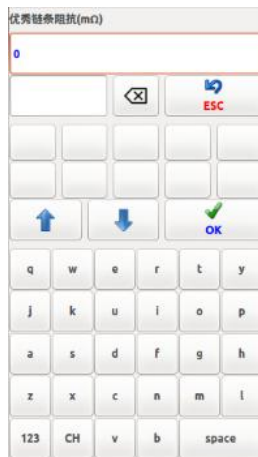 优秀链条阻抗(mΩ)
0
ESC
OK
q w e r t y
j k u i o p
a s d f g h
z x c n m l
123 CH v b space